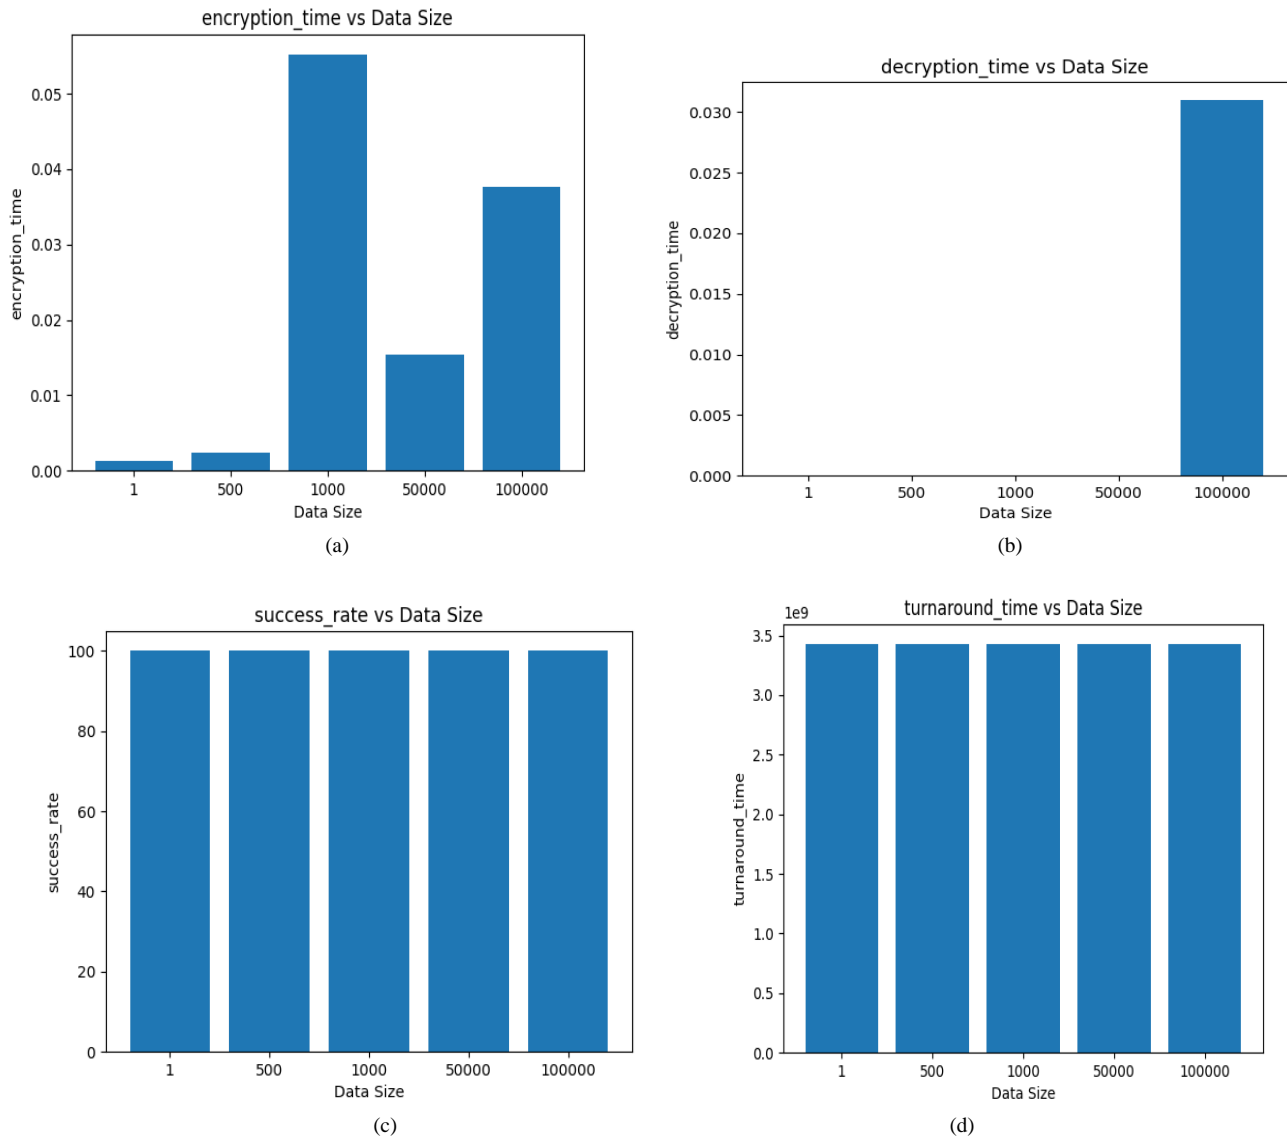 encryption_time vs Data Size
encryption_time
0.05
0.04
0.03
0.02
0.01
0.00
1 500 1000 50000 100000
Data Size
(a)
decryption_time vs Data Size
decryption_time
0.030
0.025
0.020
0.015
0.010
0.005
0.000
1 500 1000 50000 100000
Data Size
(b)
success_rate vs Data Size
success_rate
100
80
60
40
20
0
1 500 1000 50000 100000
Data Size
(c)
turnaround_time vs Data Size
1e9
turnaround_time
3.5
3.0
2.5
2.0
1.5
1.0
0.5
0.0
1 500 1000 50000 100000
Data Size
(d)